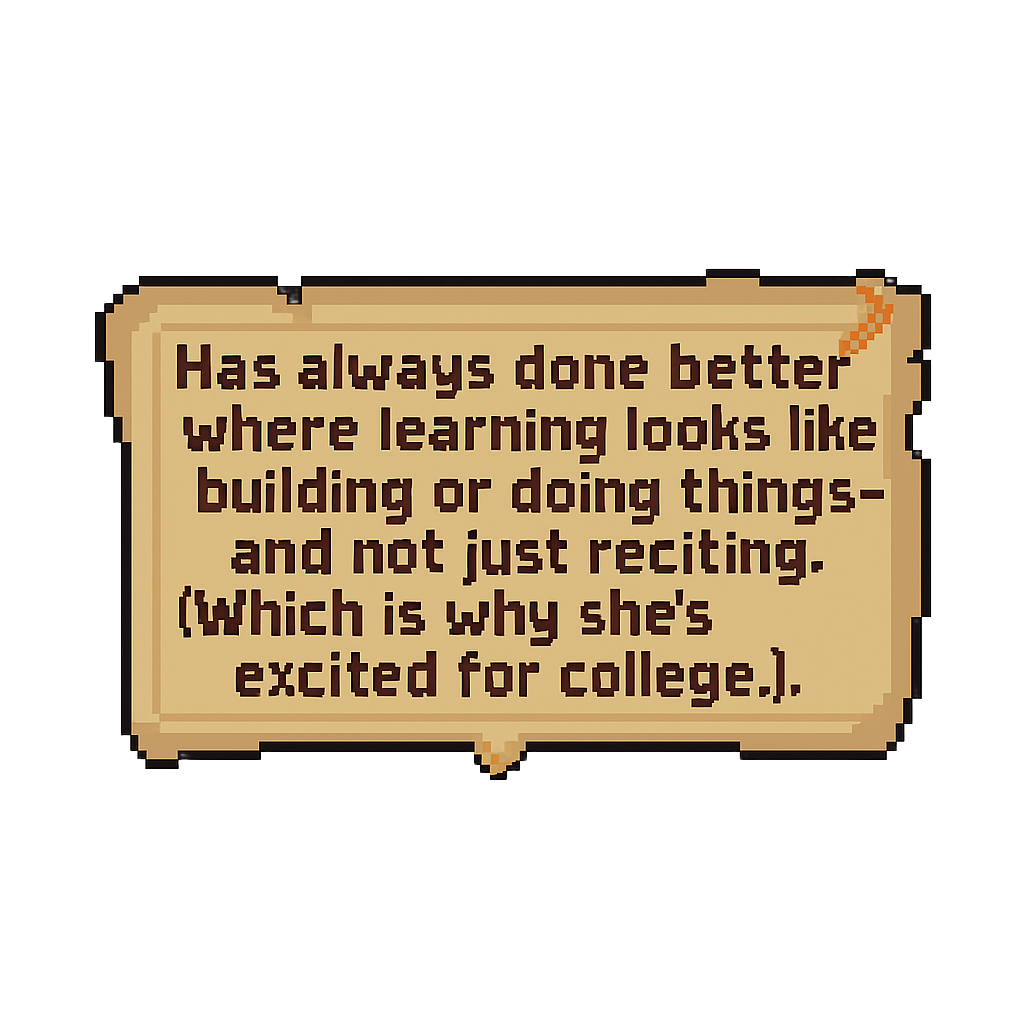 Has always done better
where learning looks like
building or doing things–
and not just reciting.
(Which is why she's
excited for college.).